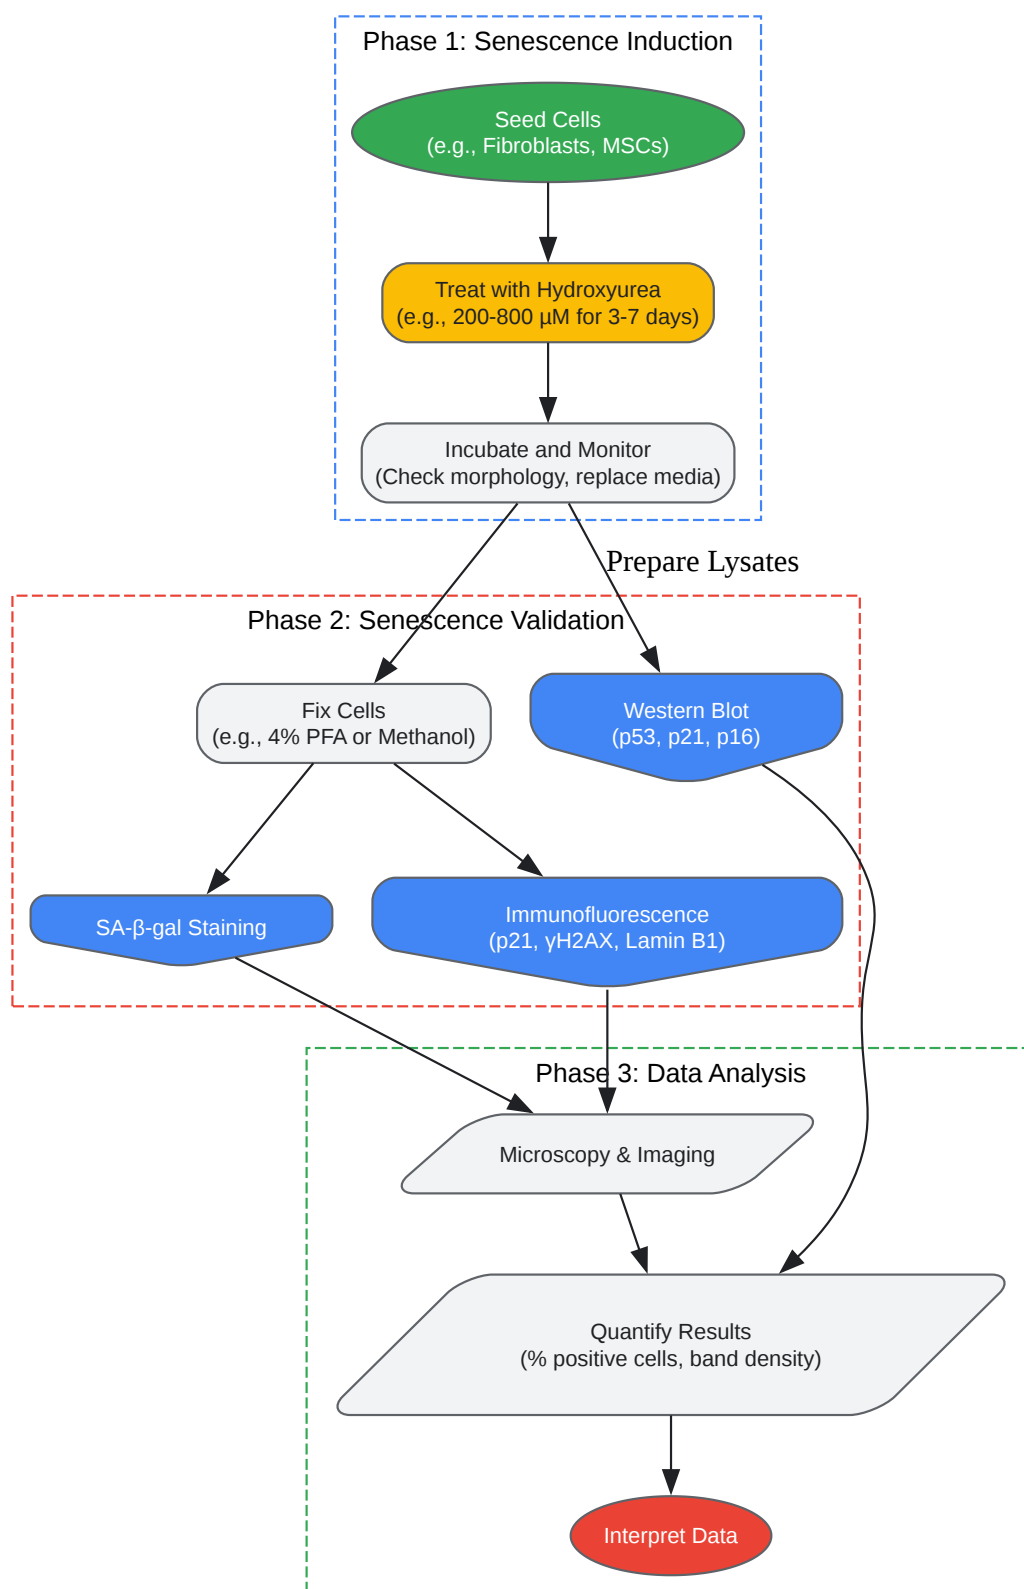 Phase 1: Senescence Induction
Seed Cells
(e.g., Fibroblasts, MSCs)
Treat with Hydroxyurea
(e.g., 200-800 µM for 3-7 days)
Incubate and Monitor
(Check morphology, replace media)
Prepare Lysates
Phase 2: Senescence Validation
Fix Cells
(e.g., 4% PFA or Methanol)
Western Blot
(p53, p21, p16)
SA-β-gal Staining
Immunofluorescence
(p21, γH2AX, Lamin B1)
Phase 3: Data Analysis
Microscopy & Imaging
Quantify Results
(% positive cells, band density)
Interpret Data